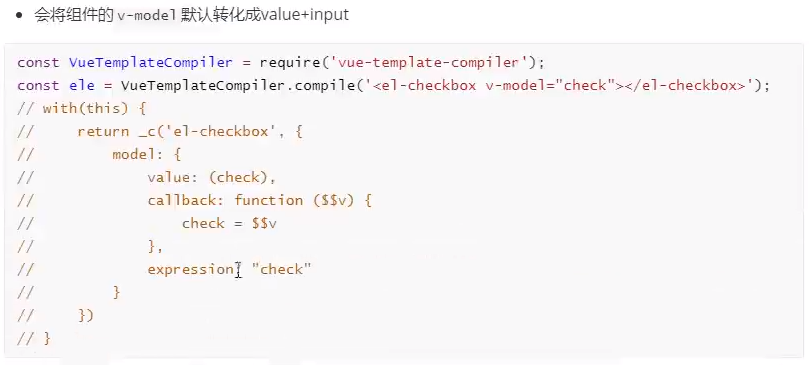 会将组件的 v-model 默认转化成value+input
const VueTemplateCompiler = require('vue-template-compiler');
const ele = VueTemplateCompiler.compile('<el-checkbox v-model="check"></el-checkbox>');
// with(this) {
//     return _c('el-checkbox', {
//         model: {
//             value: (check),
//             callback: function ($$v) {
//                 check = $$v
//             },
//             expression: "check"
//         }
//     })
// }